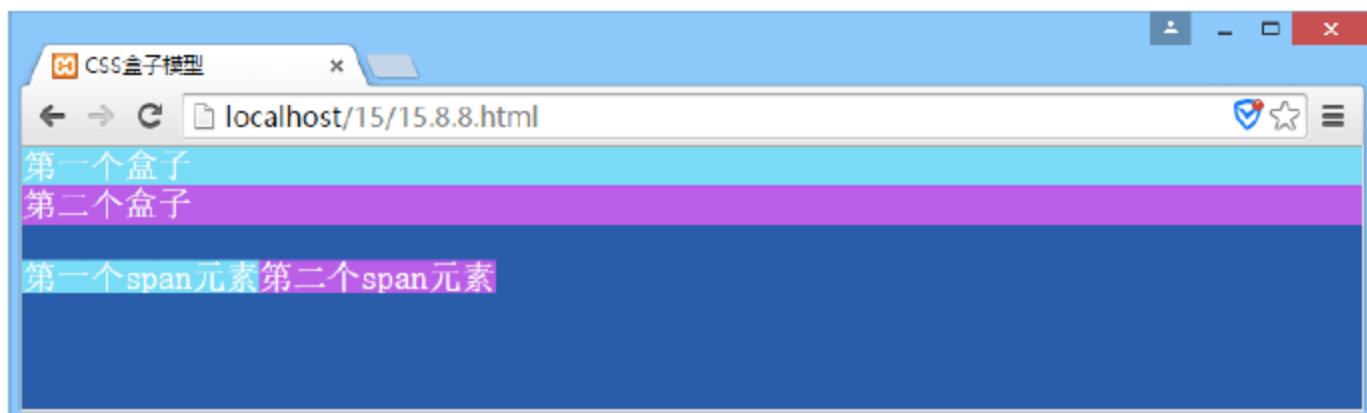 CSS盒子模型
localhost/15/15.8.8.html
第一个盒子
第二个盒子
第一个span元素第二个span元素